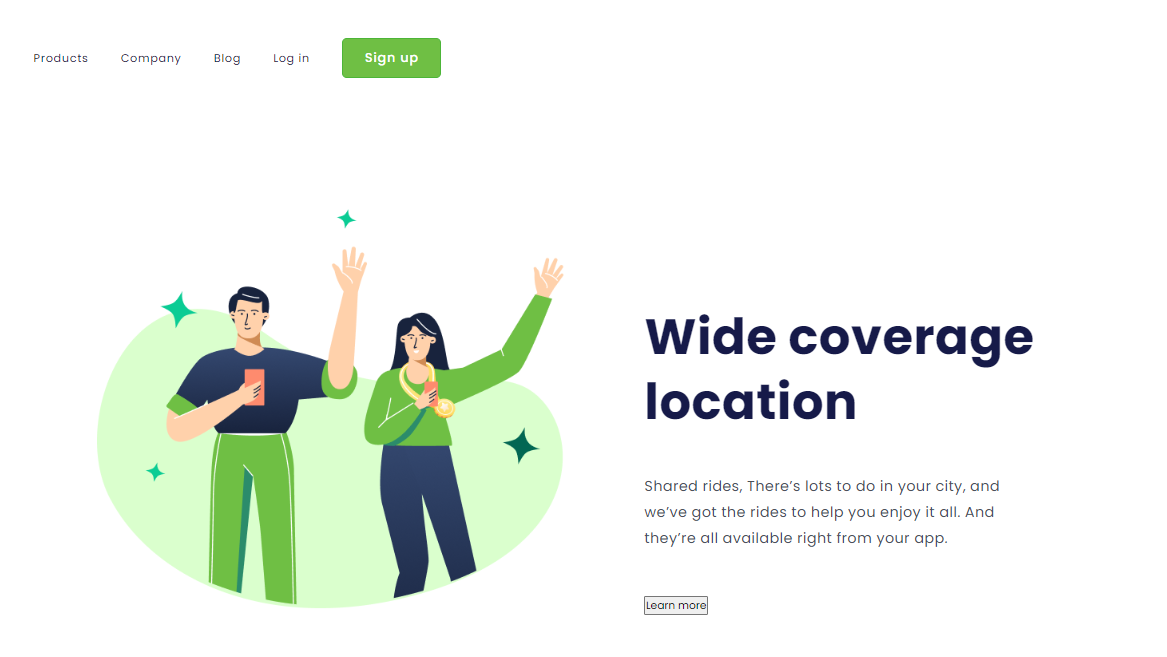 Products Company Blog Log in Sign up
Wide coverage
location
Shared rides, There’s lots to do in your city, and
we’ve got the rides to help you enjoy it all. And
they’re all available right from your app.
Learn more